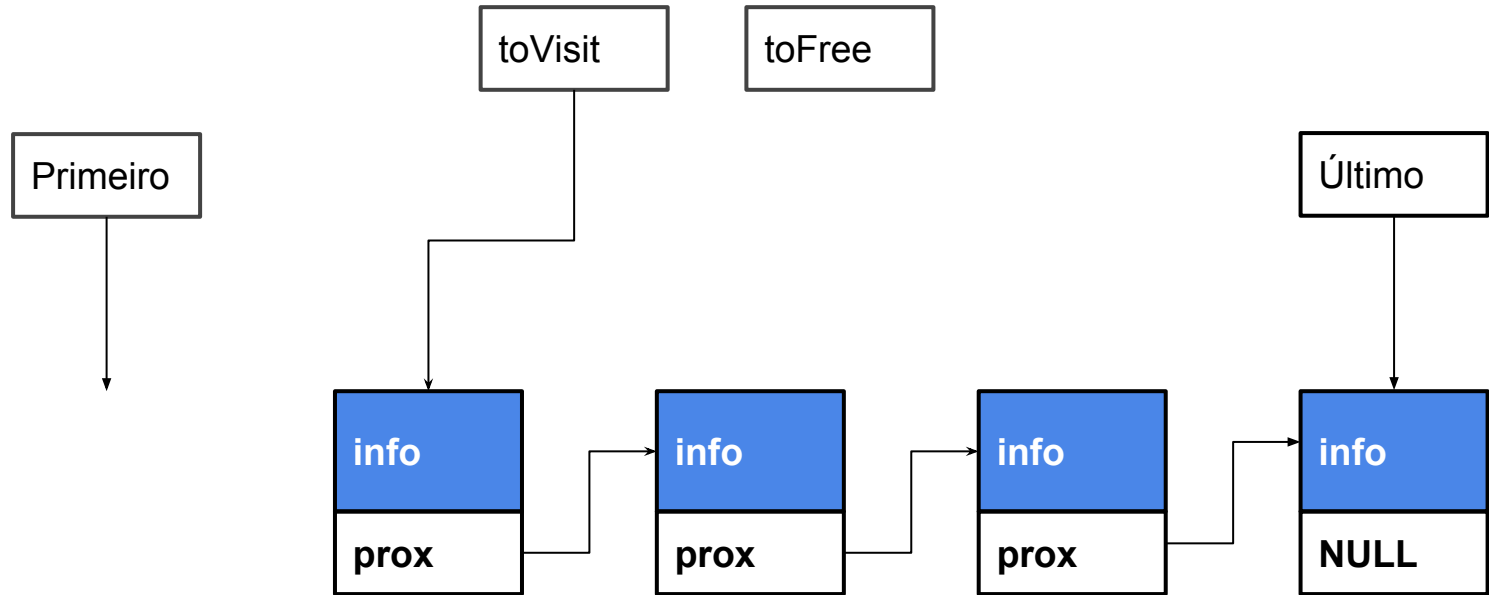 toVisit
toFree
Primeiro
Último
info
info
info
info
prox
prox
prox
NULL